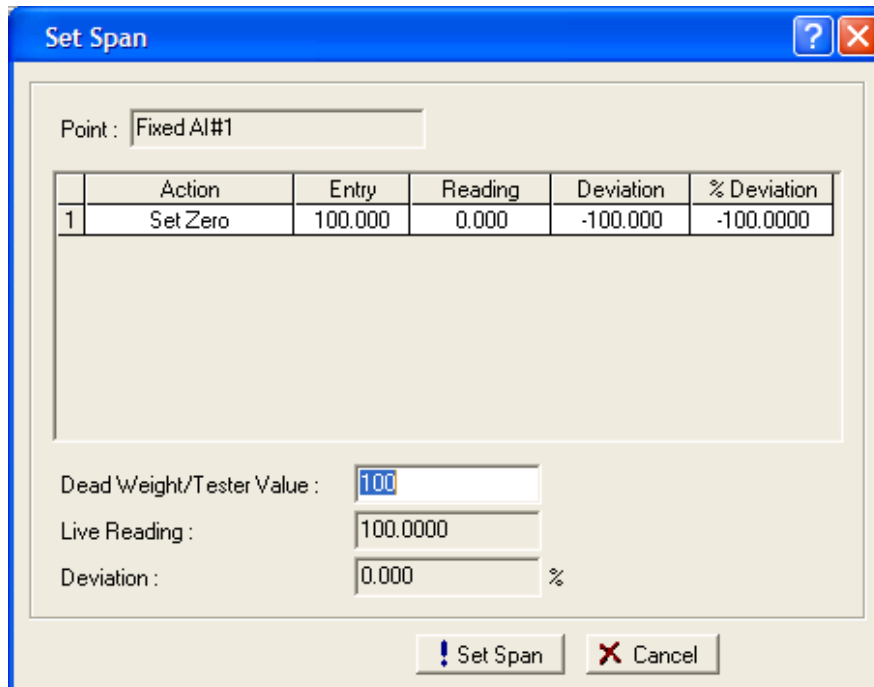 Set Span
Point : Fixed AI#1
Action Entry Reading Deviation % Deviation
1 Set Zero 100.000 0.000 -100.000 -100.0000
Dead Weight/Tester Value : 100
Live Reading : 100.0000
Deviation : 0.000 %
! Set Span X Cancel